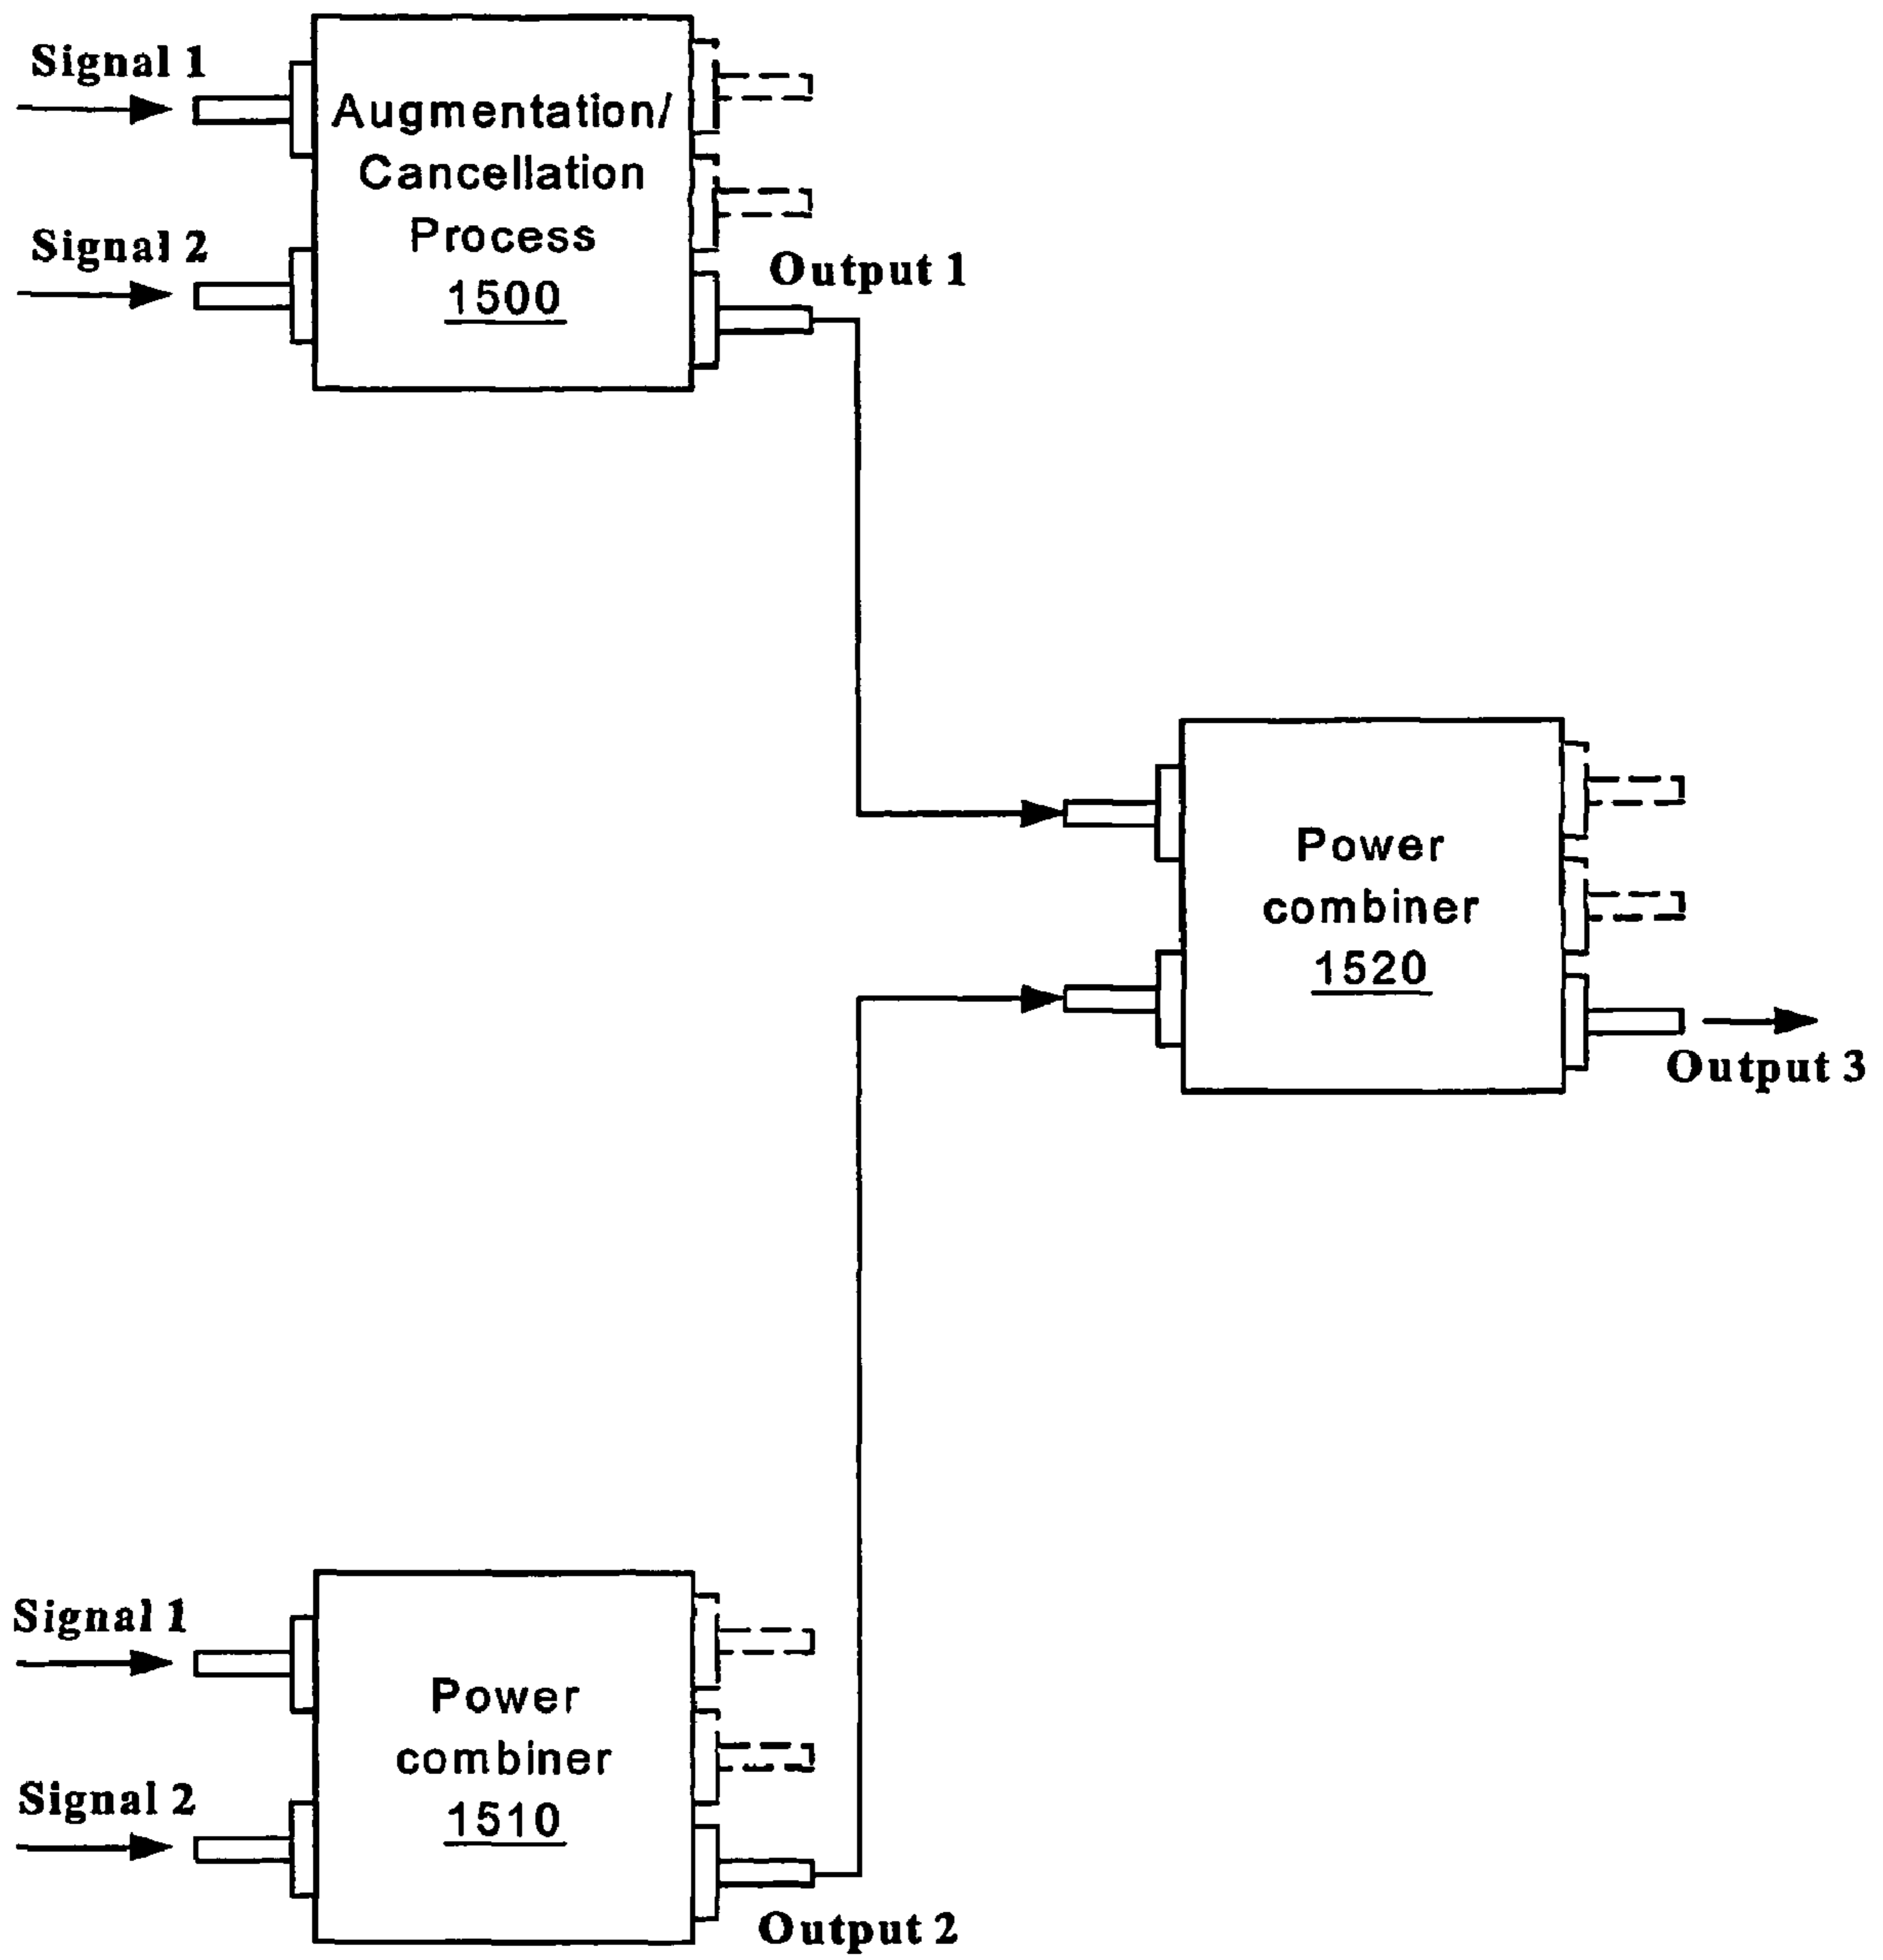 Signal 1
Signal 2
Augmentation/
Cancellation
Process
1500
Output 1
Power
combiner
1520
Output 3
Signal 1
Signal 2
Power
combiner
1510
Output 2